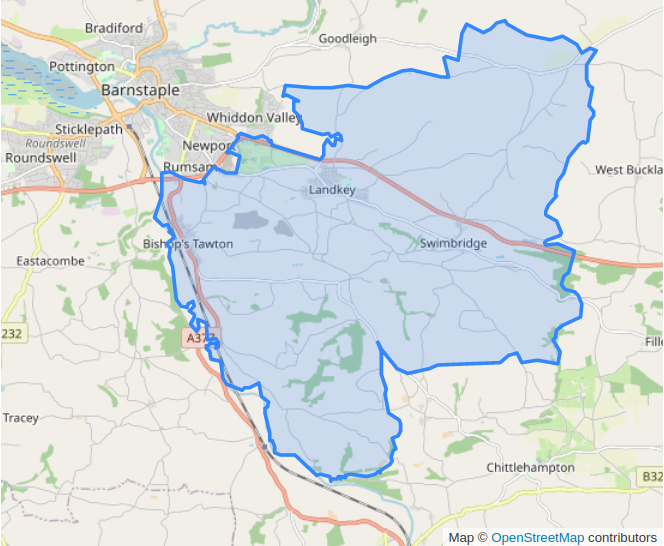 Bradiford
Goodleigh
Pottington
Barnstaple
Whiddon Valley
Sticklepath
Roundswell
Newport
Roundswell
Rumsam
West Buckla
Landkey
Bishop's Tawton
Swimbridge
Eastacombe
232
A377
Fille
Tracey
Chittlehampton
B32
Map © OpenStreetMap contributors